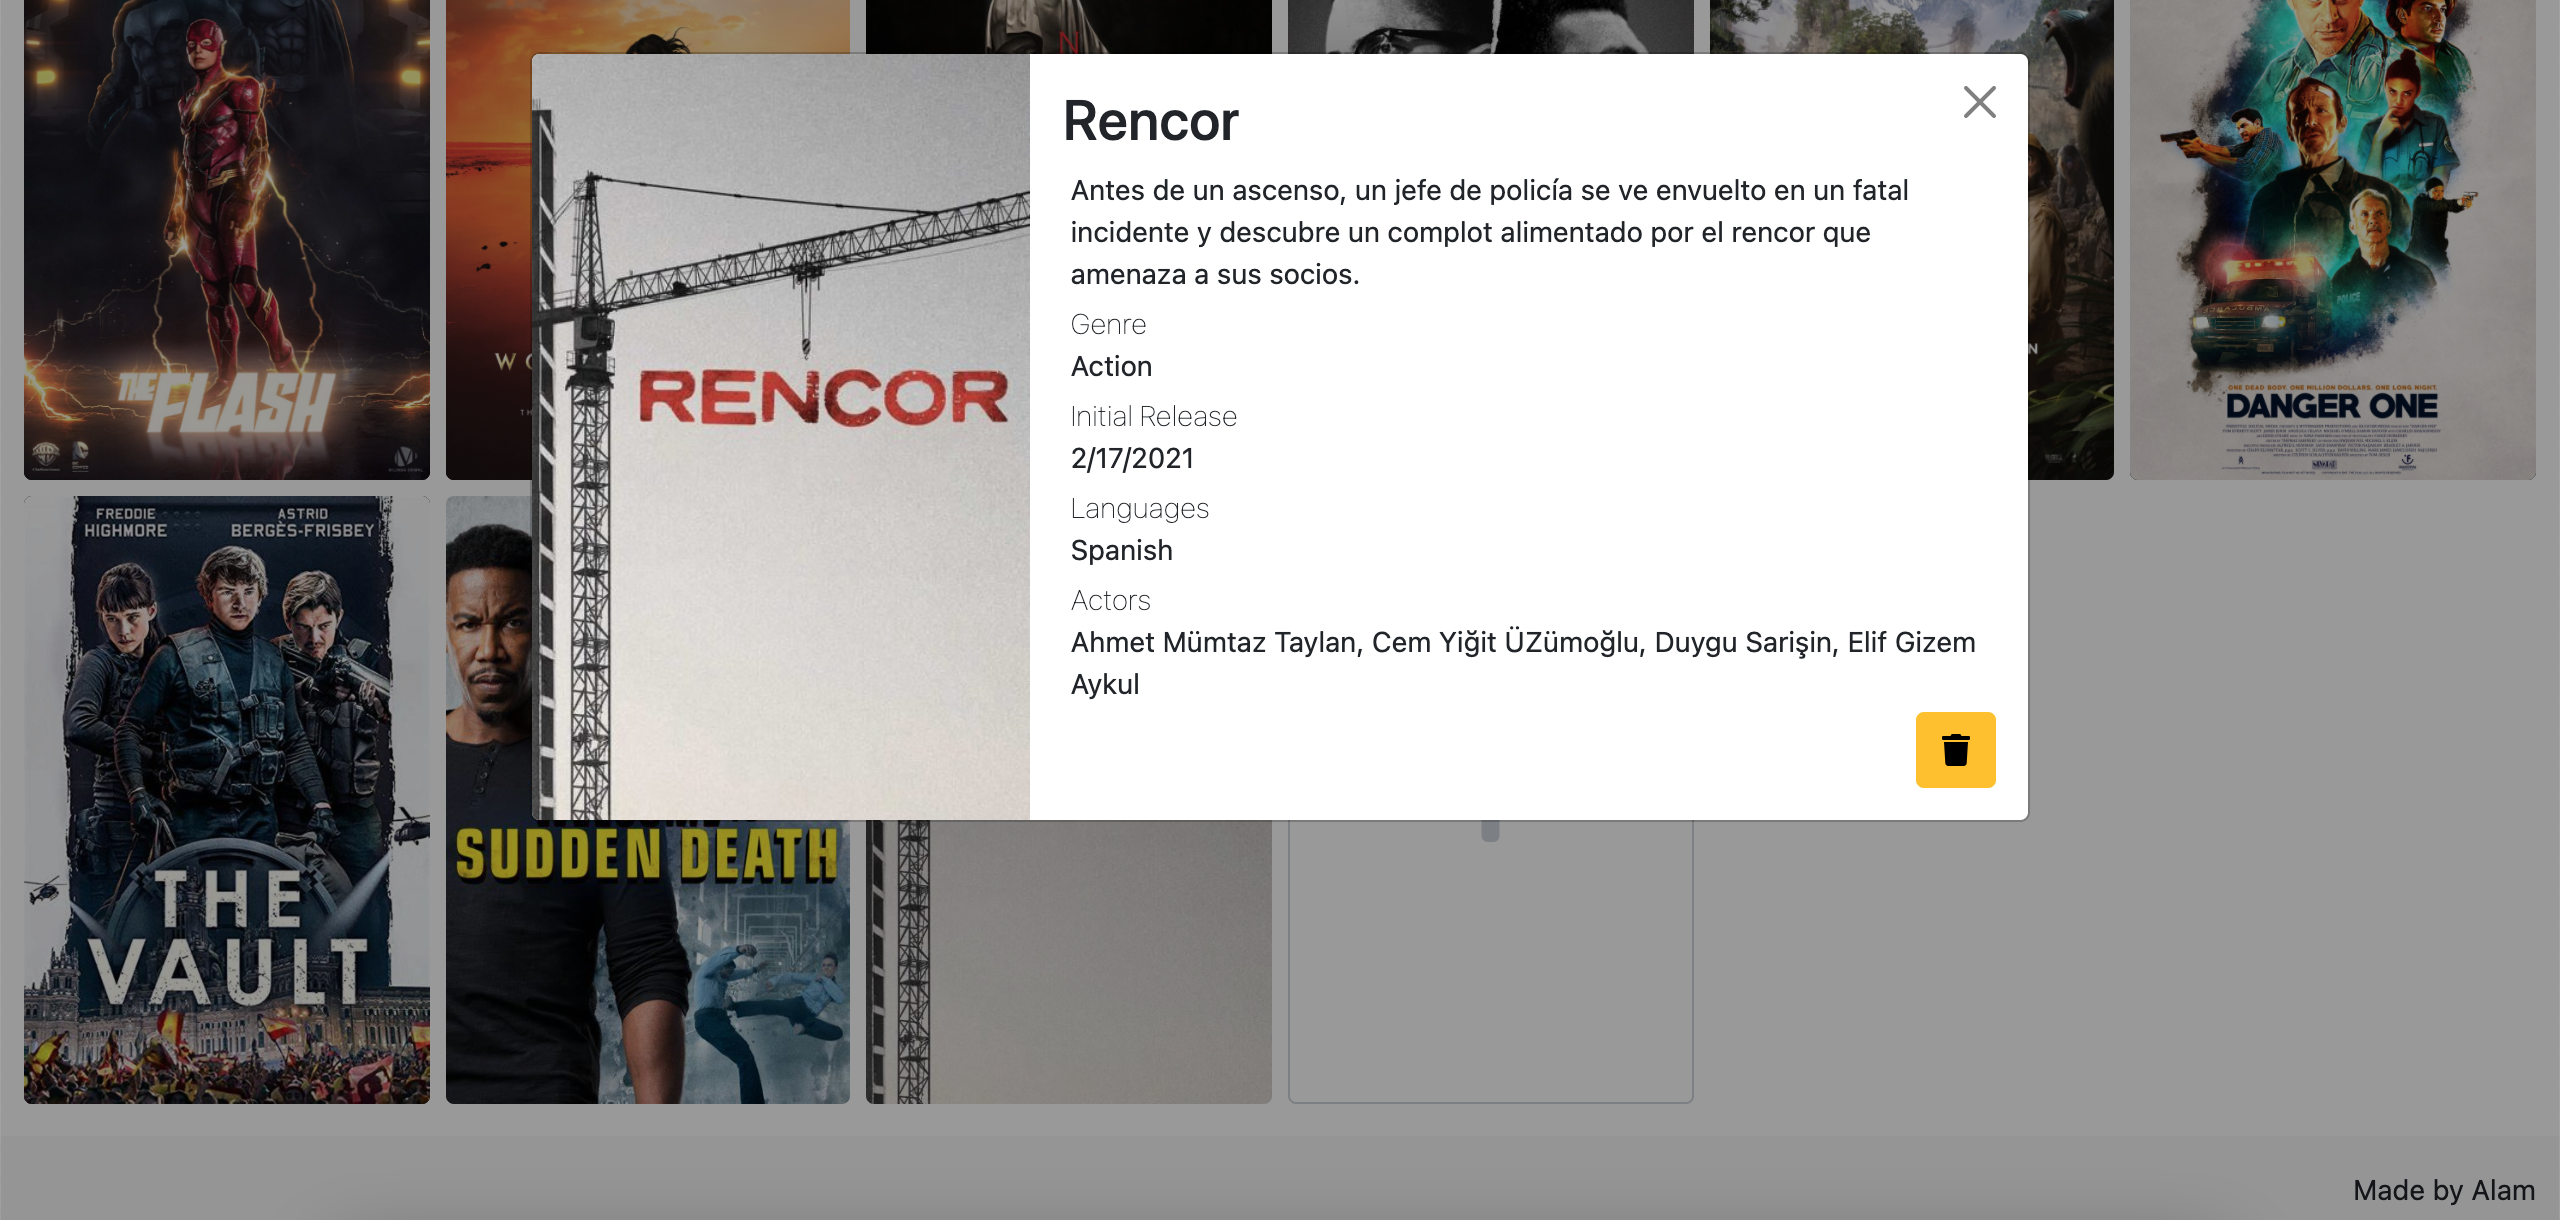 N
Rencor
Antes de un ascenso, un jefe de policía se ve envuelto en un fatal
incidente y descubre un complot alimentado por el rencor que
amenaza a sus socios.
Genre
Action
Initial Release
2/17/2021
Languages
Spanish
Actors
Ahmet Mümtaz Taylan, Cem Yiğit ÜZümoğlu, Duygu Sarişin, Elif Gizem
Aykul
RENCOR
THE
FLASH
WO
TH
N
POLICE
ONE DEAD BODY. ONE MILLION DOLLARS. ONE LONG NIGHT.
DANGER ONE
FREDDIE
HIGHMORE
ASTRID
BERGÈS-FRISBEY
THE
VAULT
SUDDEN DEATH
Made by Alam